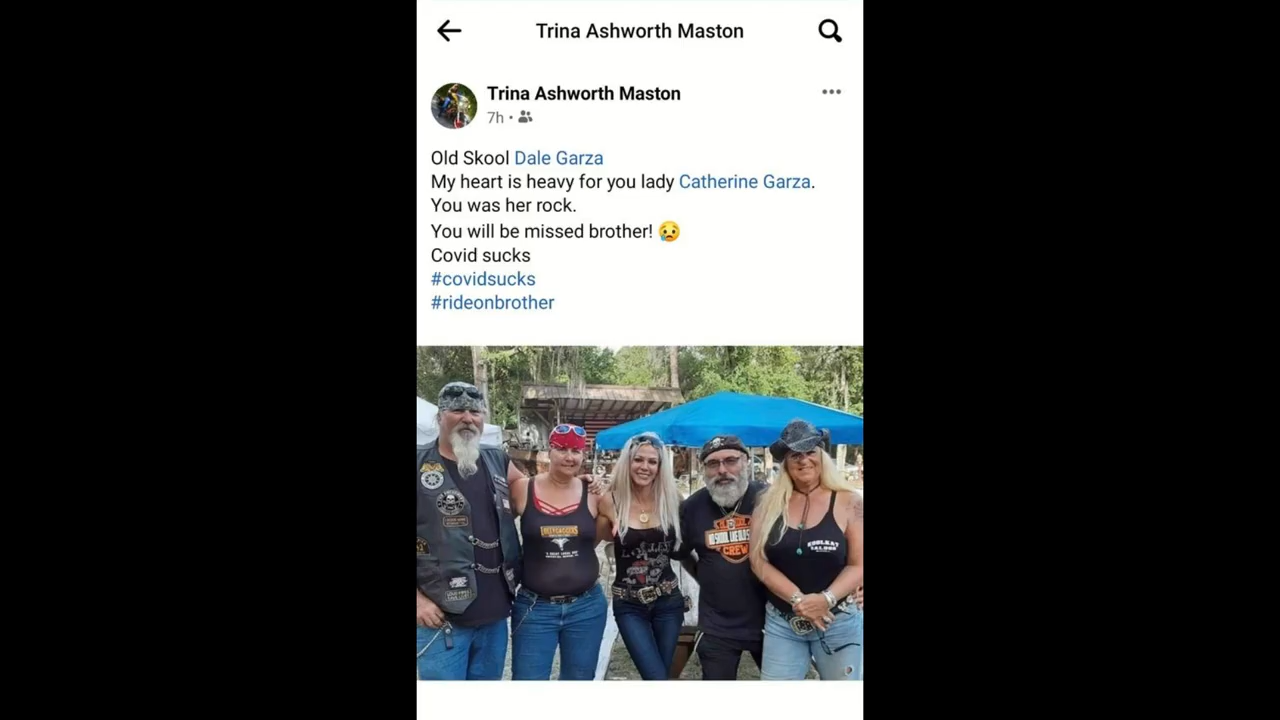 Trina Ashworth Maston
Trina Ashworth Maston
7h •
Old Skool Dale Garza
My heart is heavy for you lady Catherine Garza.
You was her rock.
You will be missed brother! 😥
Covid sucks
#covidsucks
#rideonbrother
CREW